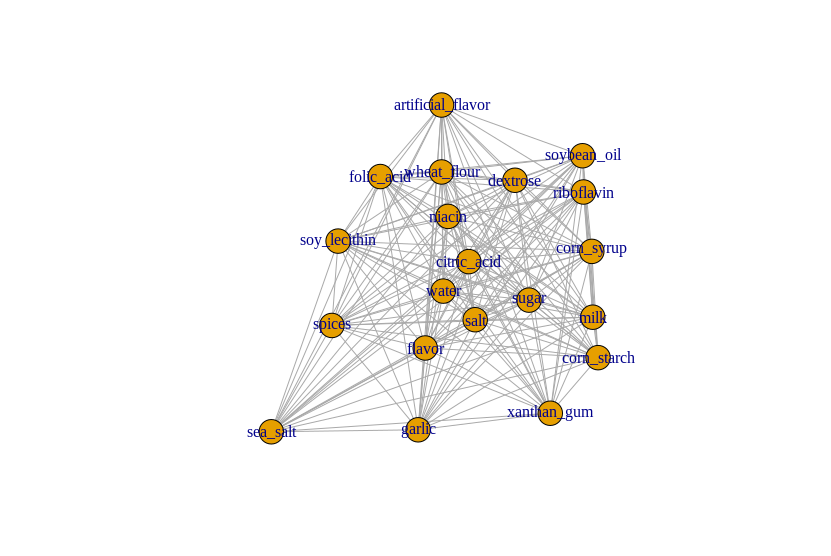 artificial_flavor
soybean_oil
folic_acid
wheat_flour
dextrose
riboflavin
niacin
soy_lecithin
corn_syrup
citric_acid
water
sugar
spices
salt
milk
flavor
corn_starch
xanthan_gum
sea_salt
garlic